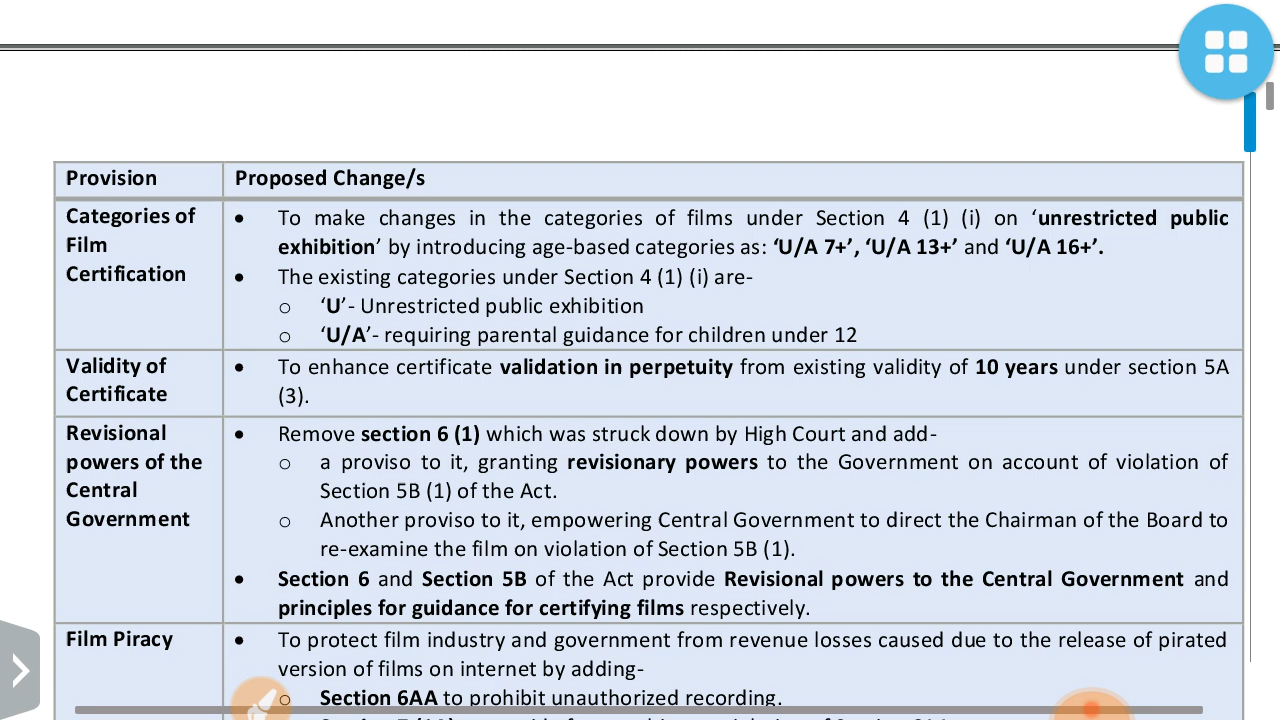 Provision
Proposed Change/s
Categories of
Film
Certification
• To make changes in the categories of films under Section 4 (1) (i) on ‘unrestricted public
exhibition’ by introducing age-based categories as: ‘U/A 7+’, ‘U/A 13+’ and ‘U/A 16+’.
• The existing categories under Section 4 (1) (i) are-
o ‘U’- Unrestricted public exhibition
o ‘U/A’- requiring parental guidance for children under 12
Validity of
Certificate
• To enhance certificate validation in perpetuity from existing validity of 10 years under section 5A
(3).
Revisional
powers of the
Central
Government
• Remove section 6 (1) which was struck down by High Court and add-
o a proviso to it, granting revisionary powers to the Government on account of violation of
Section 5B (1) of the Act.
o Another proviso to it, empowering Central Government to direct the Chairman of the Board to
re-examine the film on violation of Section 5B (1).
• Section 6 and Section 5B of the Act provide Revisional powers to the Central Government and
principles for guidance for certifying films respectively.
Film Piracy
• To protect film industry and government from revenue losses caused due to the release of pirated
version of films on internet by adding-
o Section 6AA to prohibit unauthorized recording.